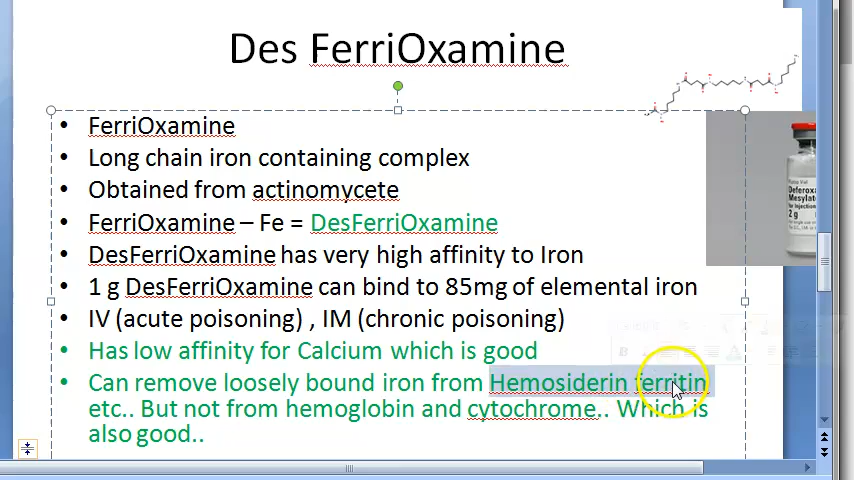 Des FerriOxamine
• FerriOxamine
• Long chain iron containing complex
• Obtained from actinomycete
• FerriOxamine – Fe = DesFerriOxamine
• DesFerriOxamine has very high affinity to Iron
• 1 g DesFerriOxamine can bind to 85mg of elemental iron
• IV (acute poisoning) , IM (chronic poisoning)
• Has low affinity for Calcium which is good
• Can remove loosely bound iron from Hemosiderin ferritin
etc.. But not from hemoglobin and cytochrome.. Which is
also good..
Deferoxa
Mesylat
2 g